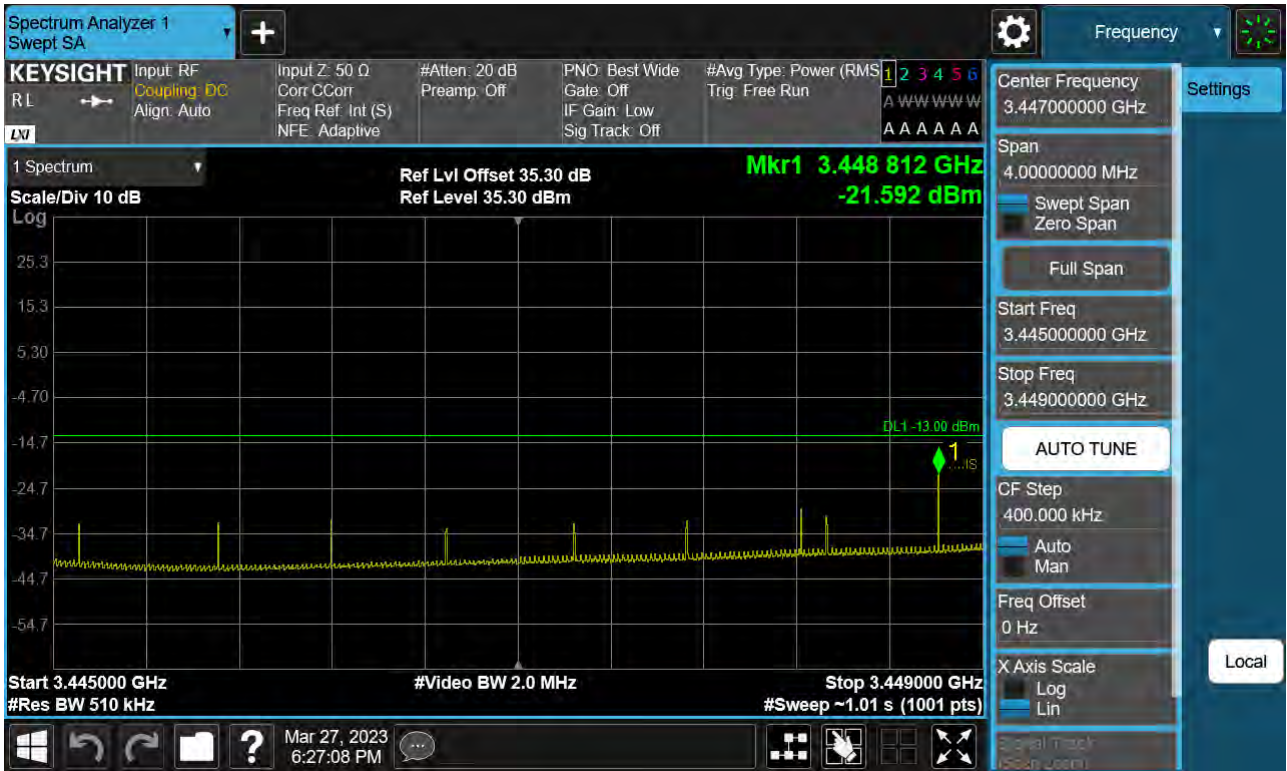 Spectrum Analyzer 1
Swept SA
Frequency
KEYSIGHT
RL
LXI
Input: RF
Coupling: DC
Align: Auto
Input Z: 50 Ω
Corr CCorr
Freq Ref: Int (S)
NFE: Adaptive
#Atten: 20 dB
Preamp: Off
PNO: Best Wide
Gate: Off
IF Gain: Low
Sig Track: Off
#Avg Type: Power (RMS
Trig: Free Run
1 2 3 4 5 6
A W W W W W
A A A A A A
1 Spectrum
Scale/Div 10 dB
Log
Ref Lvl Offset 35.30 dB
Ref Level 35.30 dBm
Mkr1 3.448 812 GHz
-21.592 dBm
25.3
15.3
5.30
-4.70
-14.7
-24.7
-34.7
-44.7
-54.7
DL1 -13.00 dBm
1
Start 3.445000 GHz
#Res BW 510 kHz
#Video BW 2.0 MHz
Stop 3.449000 GHz
#Sweep ~1.01 s (1001 pts)
Center Frequency
3.447000000 GHz
Span
4.00000000 MHz
Swept Span
Zero Span
Full Span
Start Freq
3.445000000 GHz
Stop Freq
3.449000000 GHz
AUTO TUNE
CF Step
400.000 kHz
Auto
Man
Freq Offset
0 Hz
X Axis Scale
Log
Lin
Signal Track
(Span Zoom)
Settings
Local
?
Mar 27, 2023
6:27:08 PM